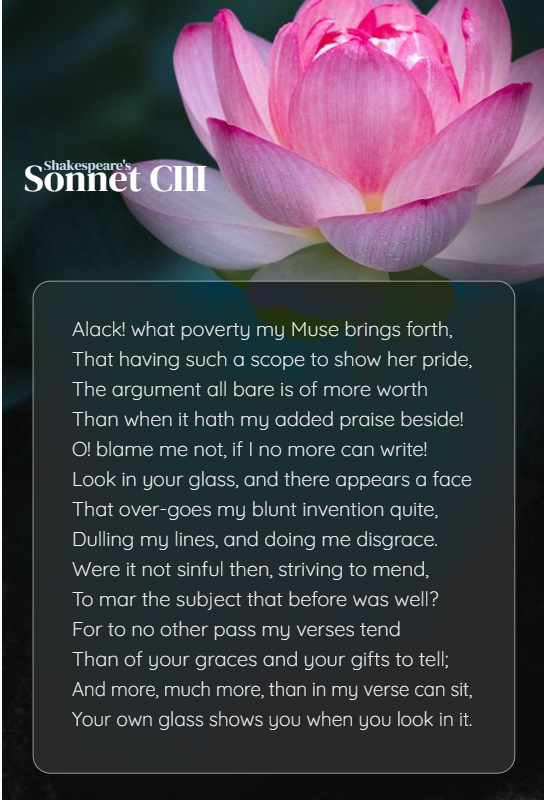 Shakespeare's
Sonnet CIII
Alack! what poverty my Muse brings forth,
That having such a scope to show her pride,
The argument all bare is of more worth
Than when it hath my added praise beside!
O! blame me not, if I no more can write!
Look in your glass, and there appears a face
That over-goes my blunt invention quite,
Dulling my lines, and doing me disgrace.
Were it not sinful then, striving to mend,
To mar the subject that before was well?
For to no other pass my verses tend
Than of your graces and your gifts to tell;
And more, much more, than in my verse can sit,
Your own glass shows you when you look in it.